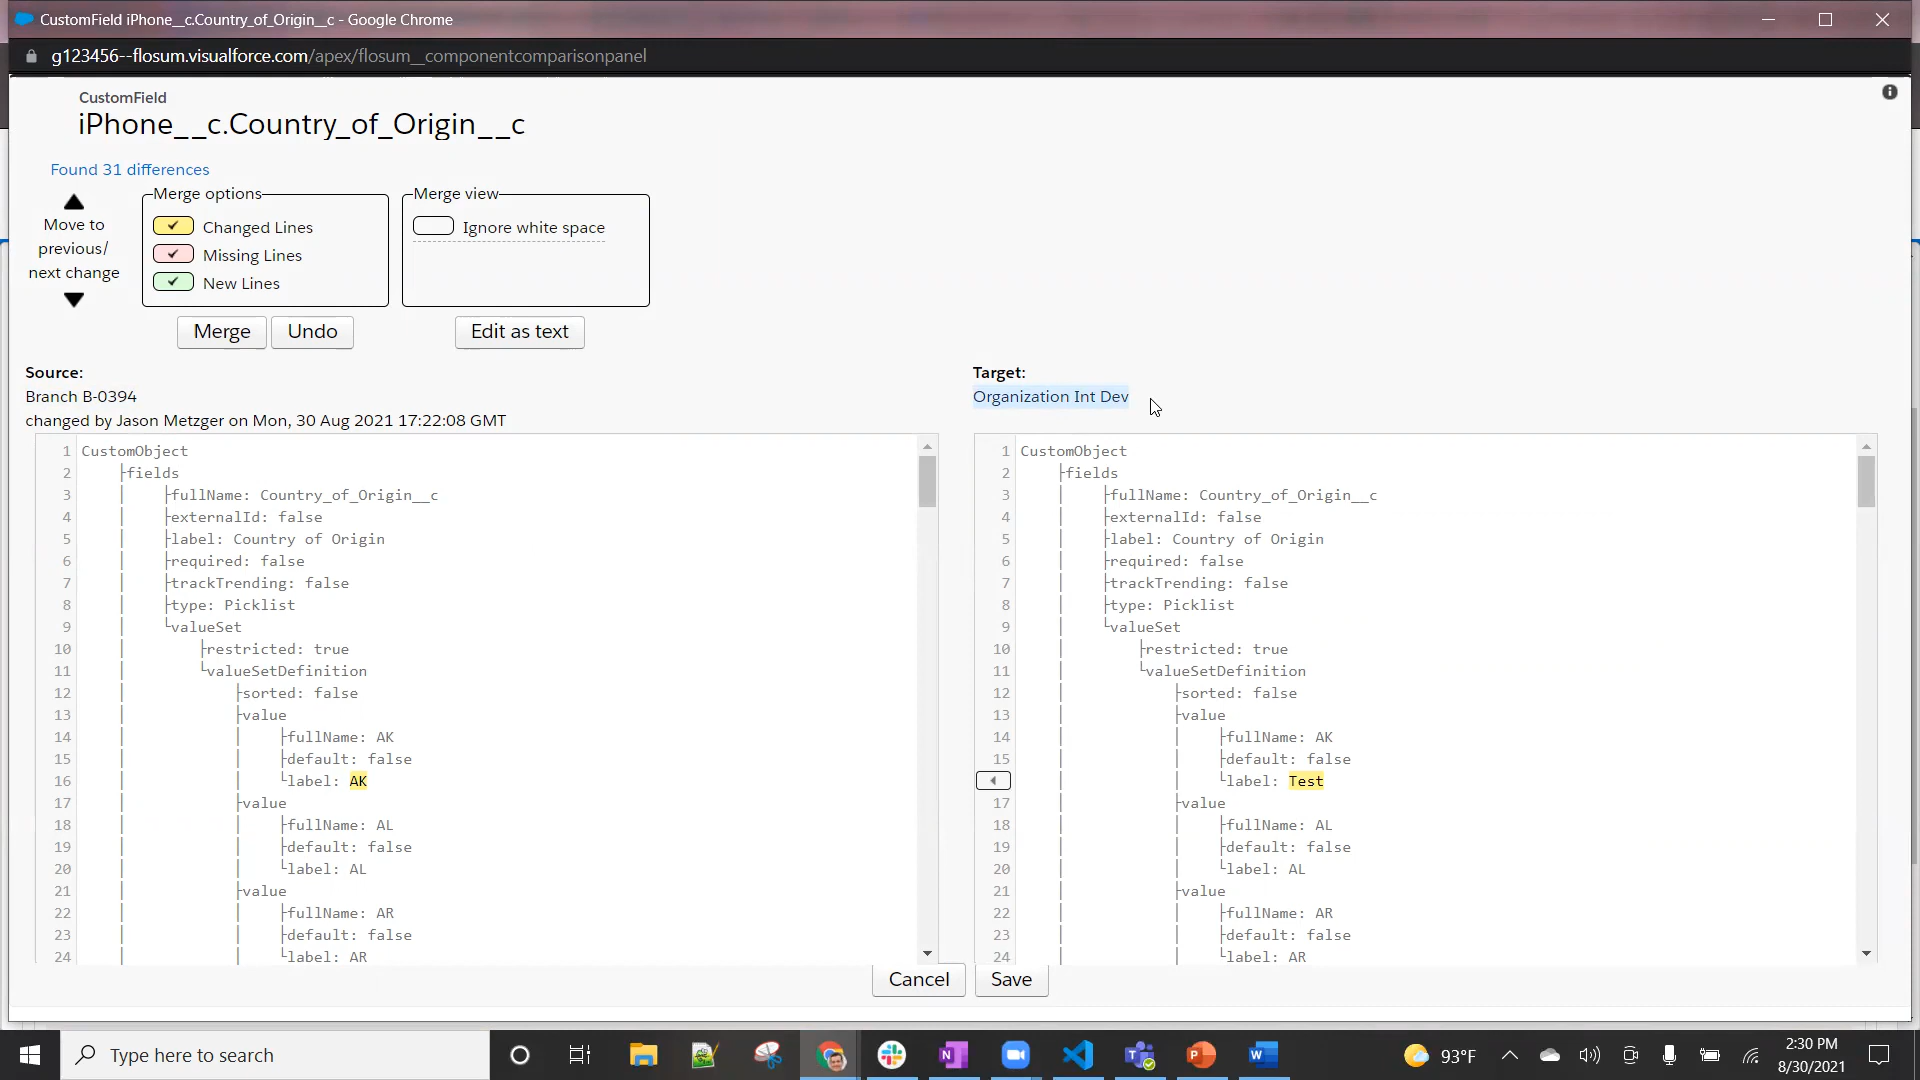 CustomField iPhone__c.Country_of_Origin__c - Google Chrome
g123456--flosum.visualforce.com/apex/flosum__componentcomparisonpanel
CustomField
iPhone__c.Country_of_Origin__c
Found 31 differences
Move to
previous/
next change
Merge options
Changed Lines
Missing Lines
New Lines
Merge view
Ignore white space
Merge
Undo
Edit as text
Source:
Branch B-0394
changed by Jason Metzger on Mon, 30 Aug 2021 17:22:08 GMT
1 CustomObject
2 fields
3 fullName: Country_of_Origin__c
4 externalId: false
5 label: Country of Origin
6 required: false
7 trackTrending: false
8 type: Picklist
9 valueSet
10 restricted: true
11 valueSetDefinition
12 sorted: false
13 value
14 fullName: AK
15 default: false
16 label: AK
17 value
18 fullName: AL
19 default: false
20 label: AL
21 value
22 fullName: AR
23 default: false
24 label: AR
Target:
Organization Int Dev
1 CustomObject
2 fields
3 fullName: Country_of_Origin__c
4 externalId: false
5 label: Country of Origin
6 required: false
7 trackTrending: false
8 type: Picklist
9 valueSet
10 restricted: true
11 valueSetDefinition
12 sorted: false
13 value
14 fullName: AK
15 default: false
label: Test
17 value
18 fullName: AL
19 default: false
20 label: AL
21 value
22 fullName: AR
23 default: false
24 label: AR
Cancel
Save
Type here to search
93°F
2:30 PM
8/30/2021